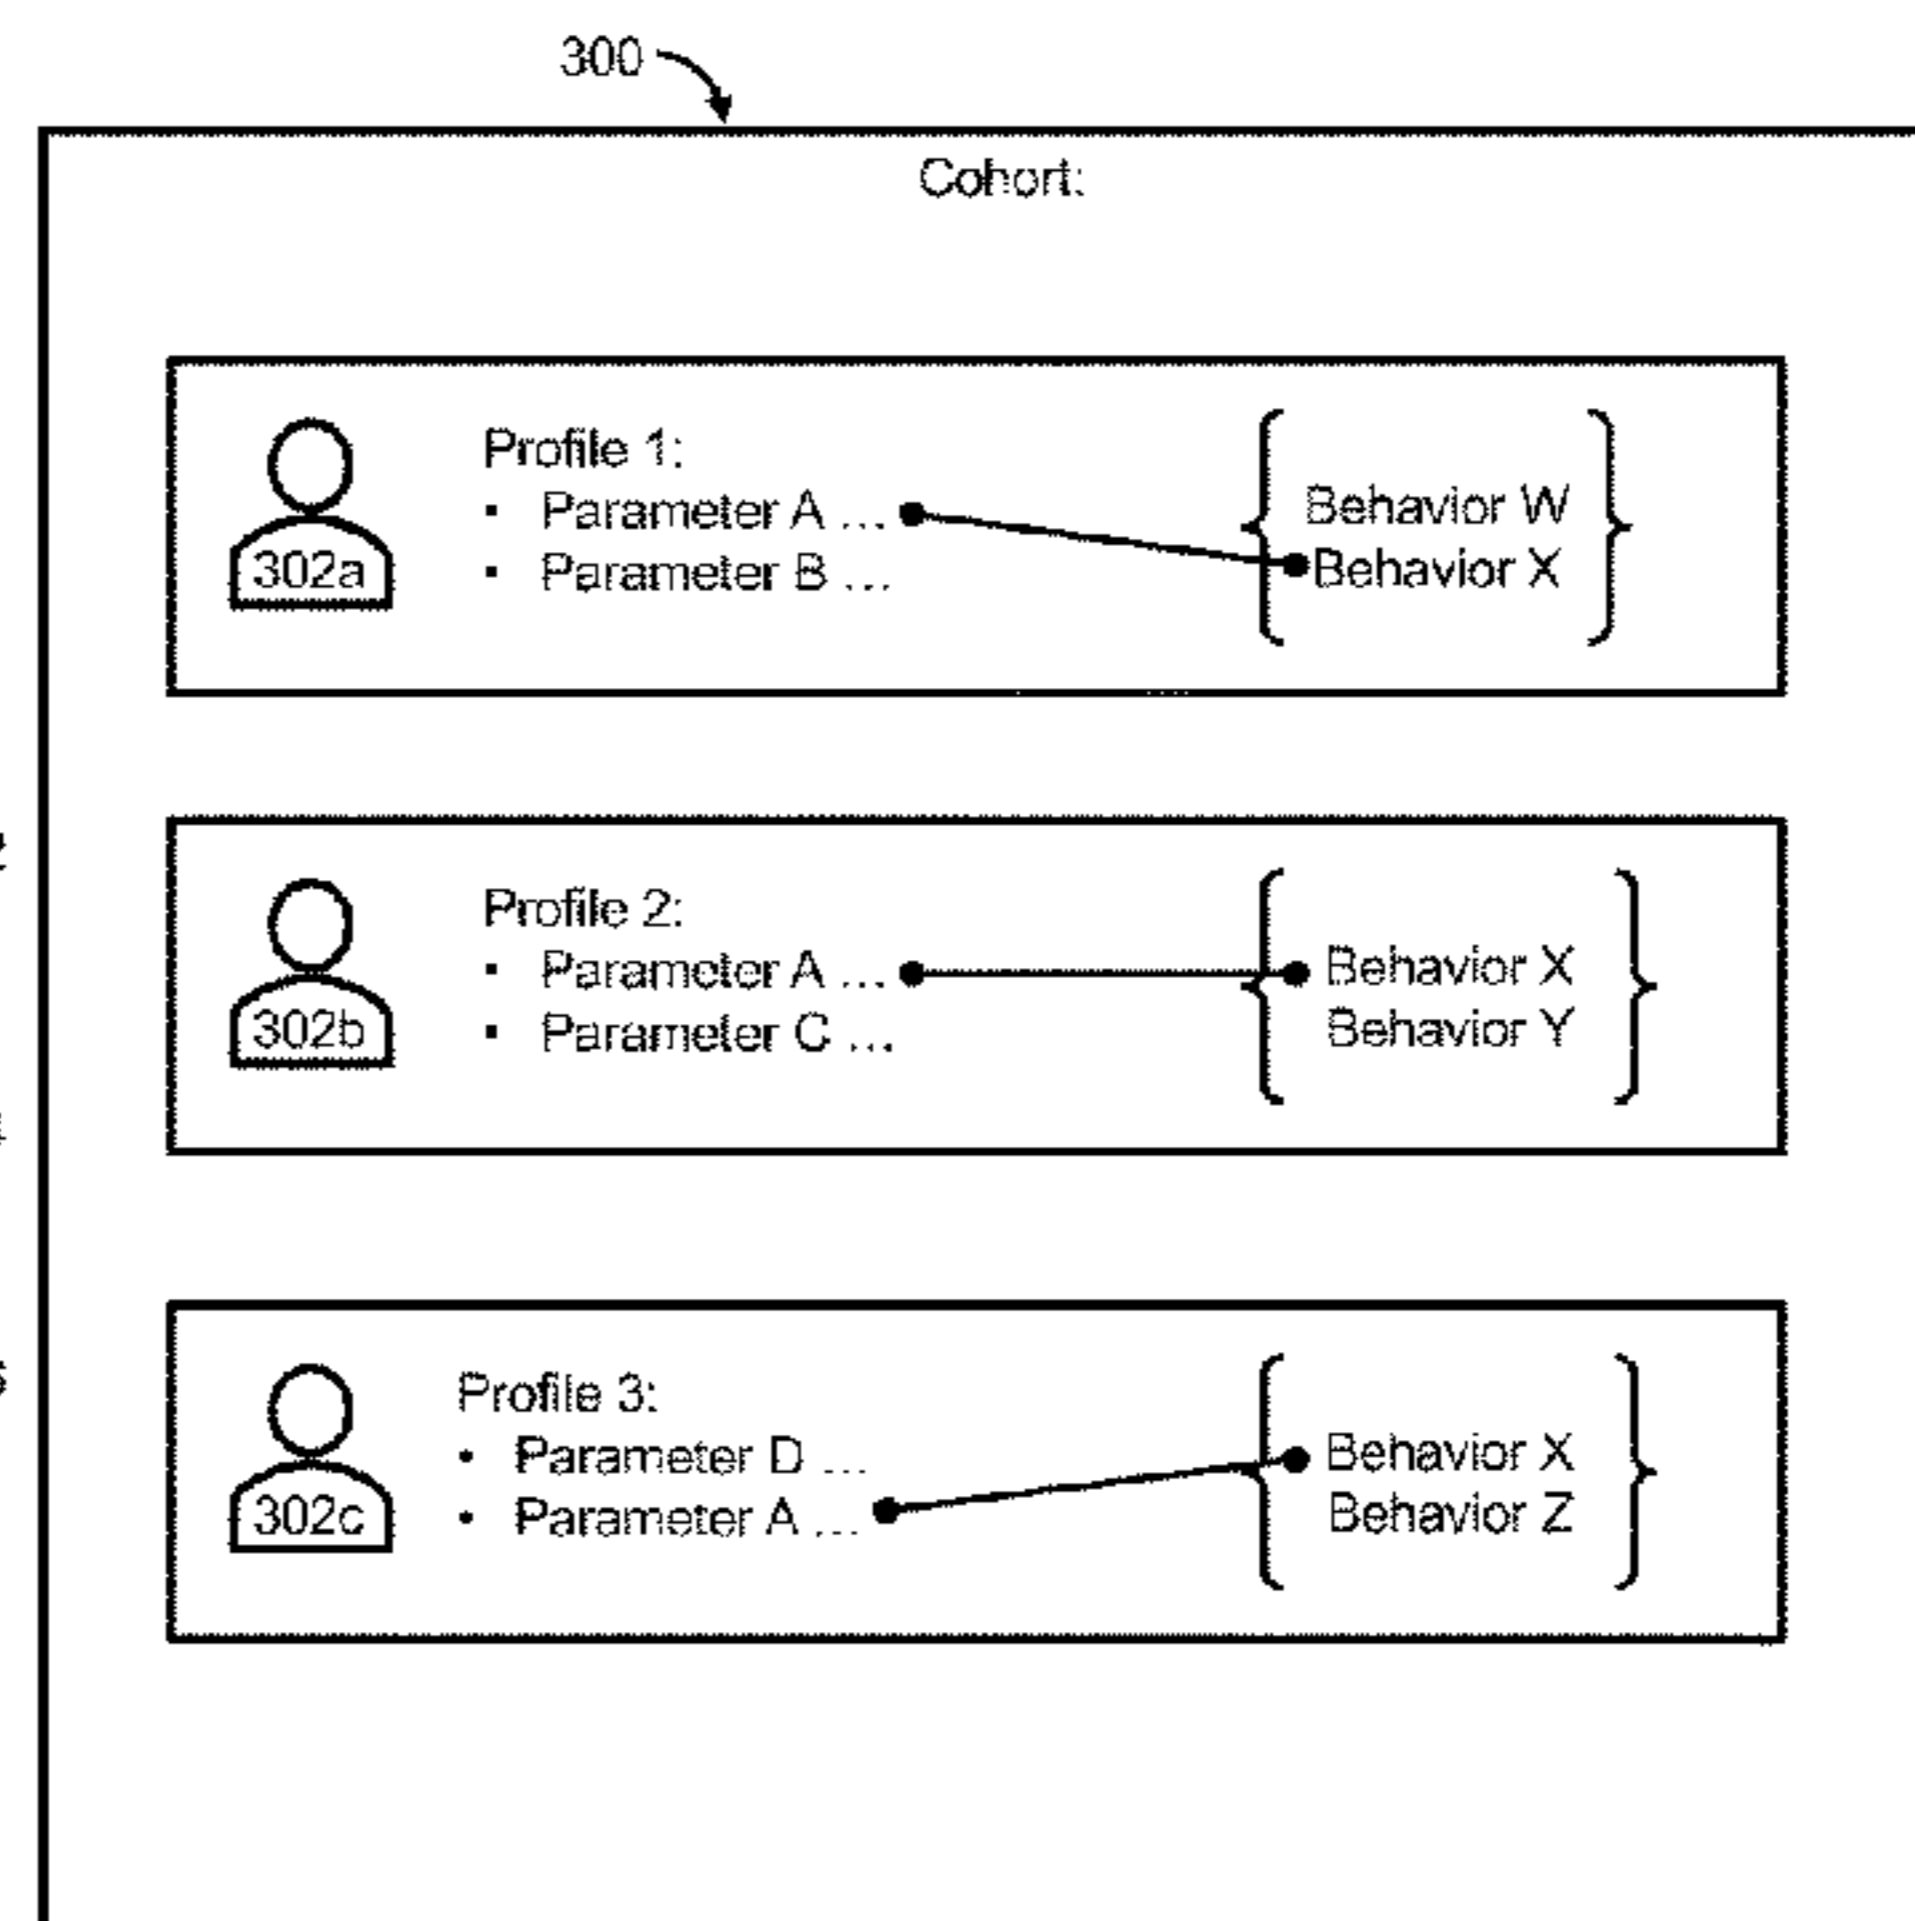 300
Cohort:
Profile 1:
▪ Parameter A ...
▪ Parameter B ...
302a
Behavior W
Behavior X
Profile 2:
▪ Parameter A ...
▪ Parameter C ...
302b
Behavior X
Behavior Y
Profile 3:
• Parameter D ...
• Parameter A ...
302c
Behavior X
Behavior Z